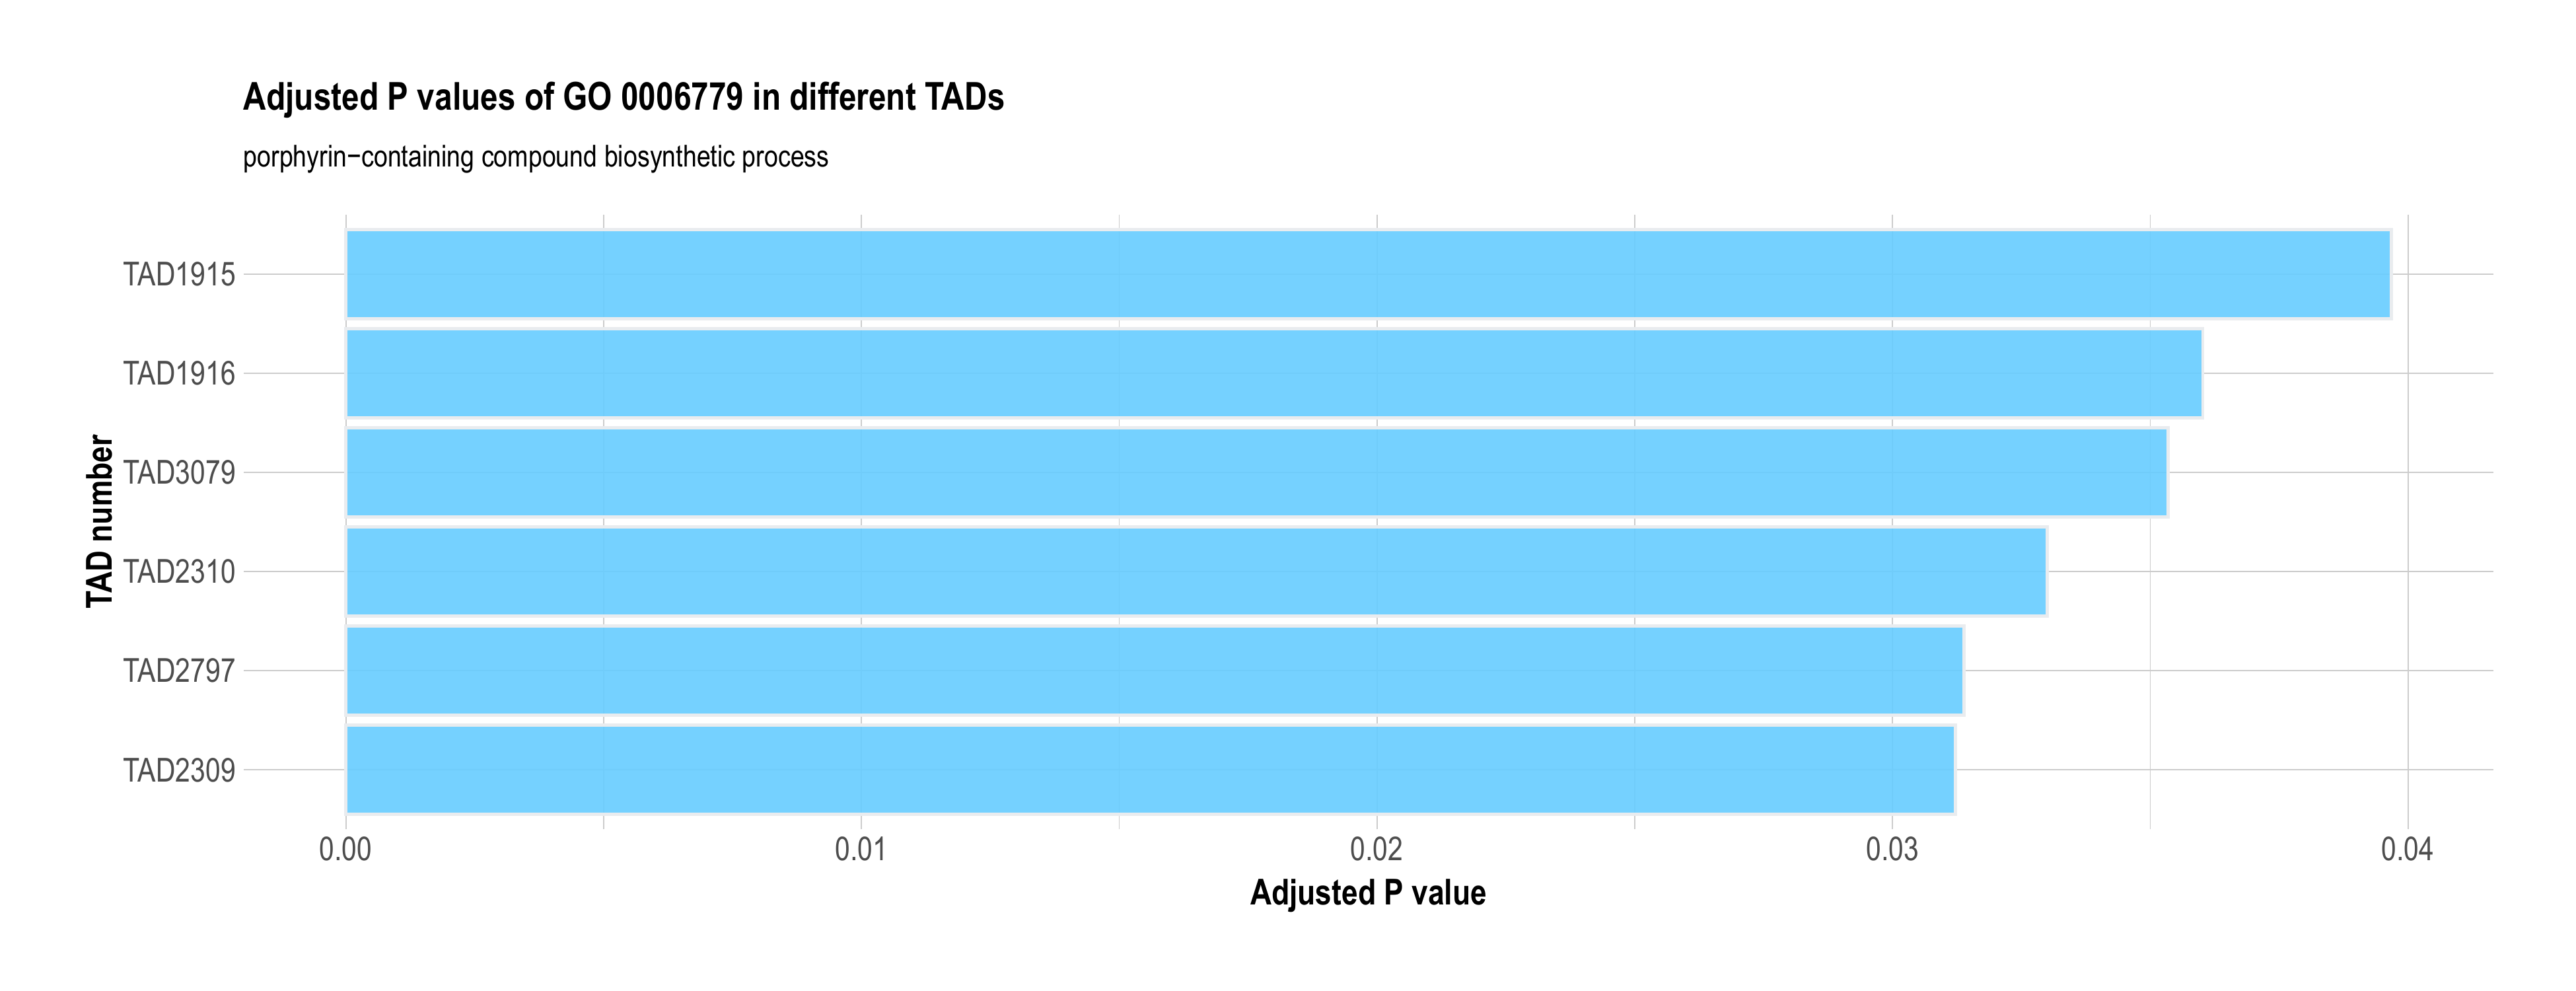 Adjusted P values of GO 0006779 in different TADs
porphyrin−containing compound biosynthetic process
TAD number
TAD1915
TAD1916
TAD3079
TAD2310
TAD2797
TAD2309
0.00 0.01 0.02 0.03 0.04
Adjusted P value